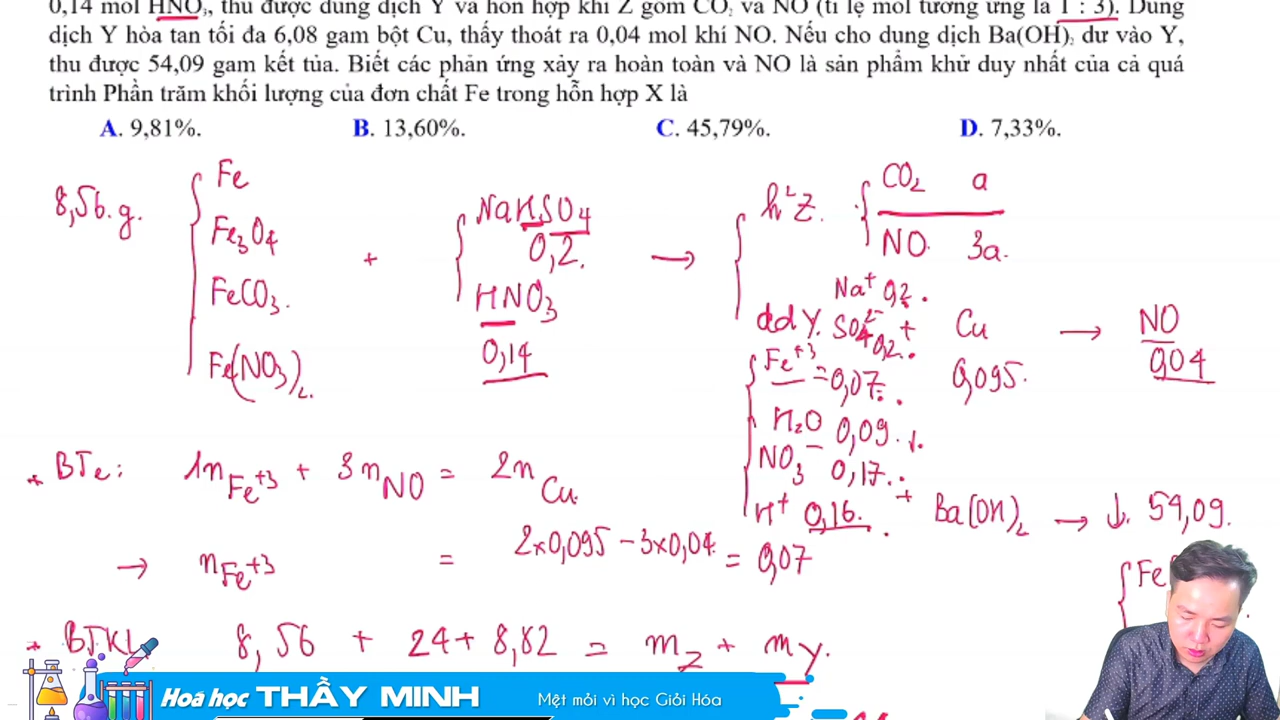 0,14 mol HNO₃, thu được dung dịch Y và hỗn hợp khí Z gồm CO₂ và NO (tỉ lệ mol tương ứng là 1 : 3). Dung
dịch Y hòa tan tối đa 6,08 gam bột Cu, thấy thoát ra 0,04 mol khí NO. Nếu cho dung dịch Ba(OH)₂ dư vào Y,
thu được 54,09 gam kết tủa. Biết các phản ứng xảy ra hoàn toàn và NO là sản phẩm khử duy nhất của cả quá
trình Phần trăm khối lượng của đơn chất Fe trong hỗn hợp X là
A. 9,81%. B. 13,60%. C. 45,79%. D. 7,33%.
8,56 g.
Fe
Fe₃O₄
FeCO₃.
Fe(NO₃)₂.
+
NaHSO₄
0,2.
HNO₃
0,14
→
h² Z.
CO₂ a
NO 3a.
Na⁺ 0,2.
dd Y. SO₄²⁻ 0,2.
+ Cu → NO
0,095. 0,04
Fe⁺³ = 0,07.
H₂O 0,09.
NO₃⁻ 0,17.
H⁺ 0,16.
+ Ba(OH)₂ → ↓. 54,09.
Fe
* BTe: 1n Fe⁺³ + 3n NO = 2n Cu.
→ n Fe⁺³ = 2x0,095 - 3x0,04 = 0,07
* BTKL 8,56 + 24 + 8,82 = m Z + m Y.
Hoá học THẦY MINH
Mệt mỏi vì học Giỏi Hóa